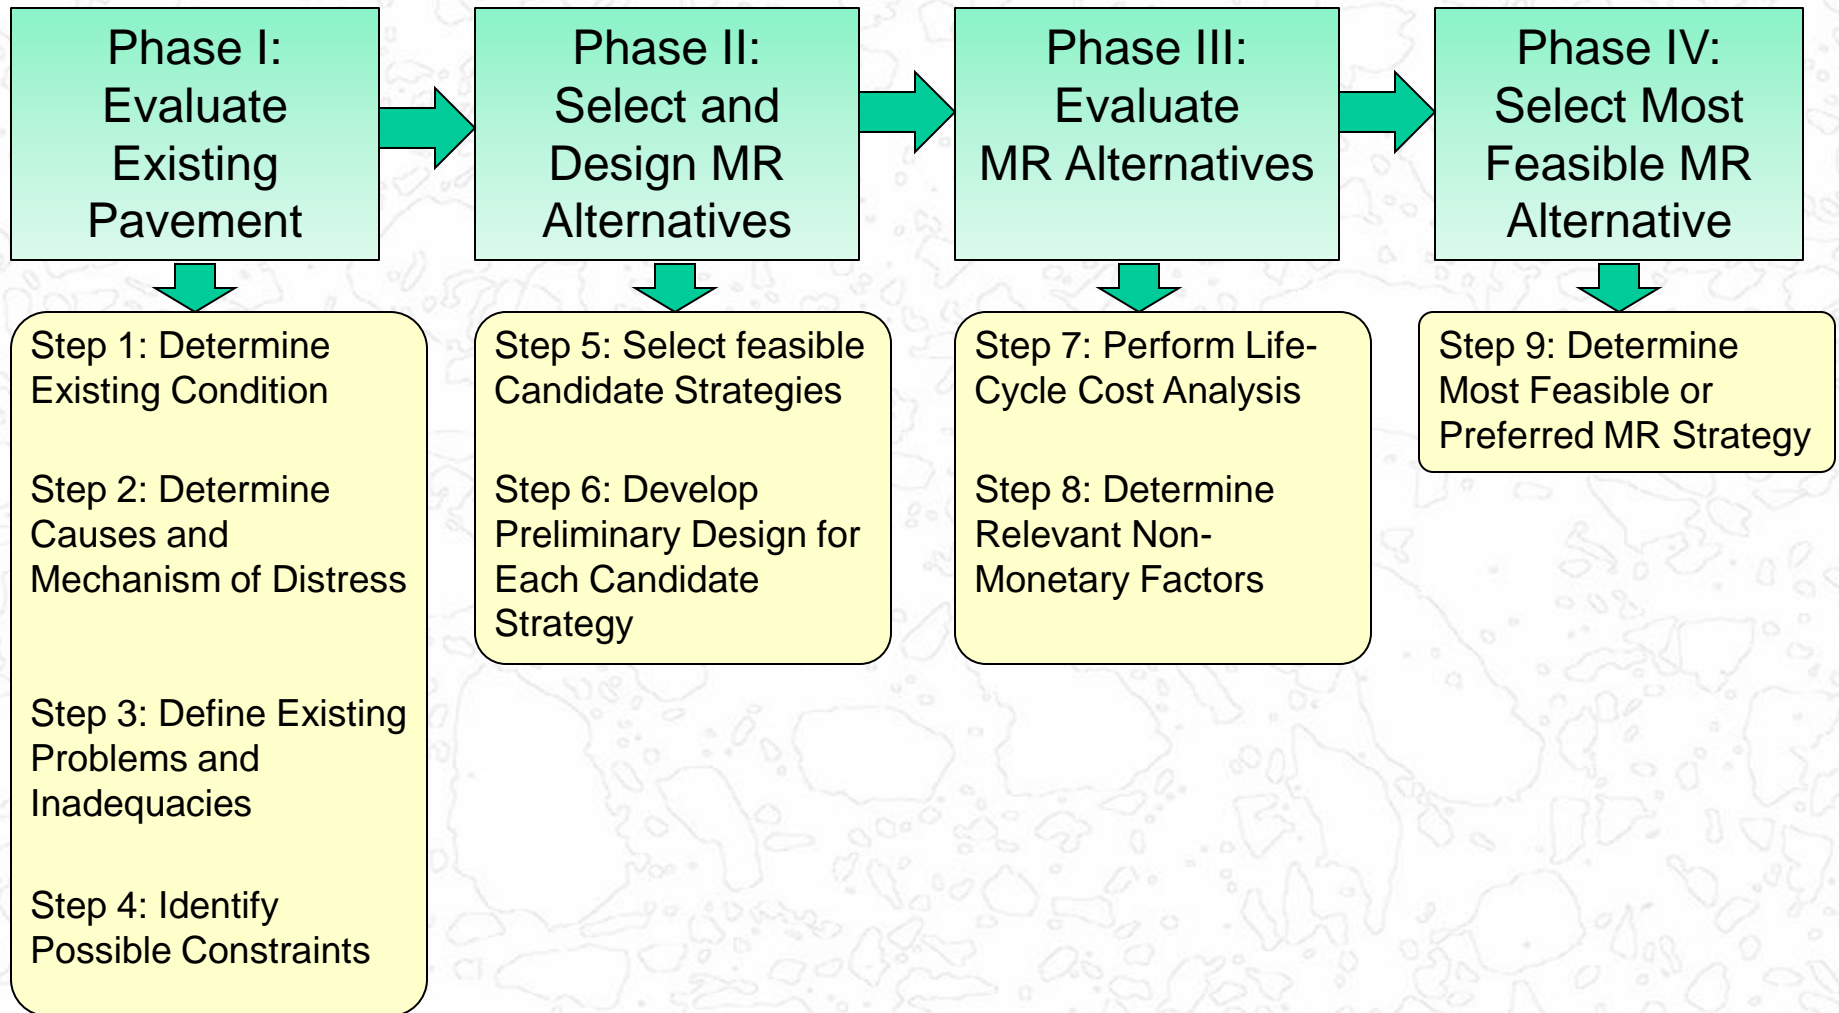 Phase I:
Evaluate
Existing
Pavement
Step 1: Determine
Existing Condition
Step 2: Determine
Causes and
Mechanism of Distress
Step 3: Define Existing
Problems and
Inadequacies
Step 4: Identify
Possible Constraints
Phase II:
Select and
Design MR
Alternatives
Step 5: Select feasible
Candidate Strategies
Step 6: Develop
Preliminary Design for
Each Candidate
Strategy
Phase III:
Evaluate
MR Alternatives
Step 7: Perform Life-
Cycle Cost Analysis
Step 8: Determine
Relevant Non-
Monetary Factors
Phase IV:
Select Most
Feasible MR
Alternative
Step 9: Determine
Most Feasible or
Preferred MR Strategy